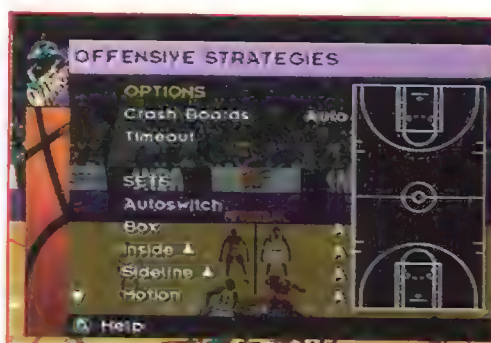 OFFENSIVE STRATEGIES
OPTIONS
Crash Boards Auto
Timeout
SETS
Autoswitch
Box
Inside
Sideline
Motion
Help